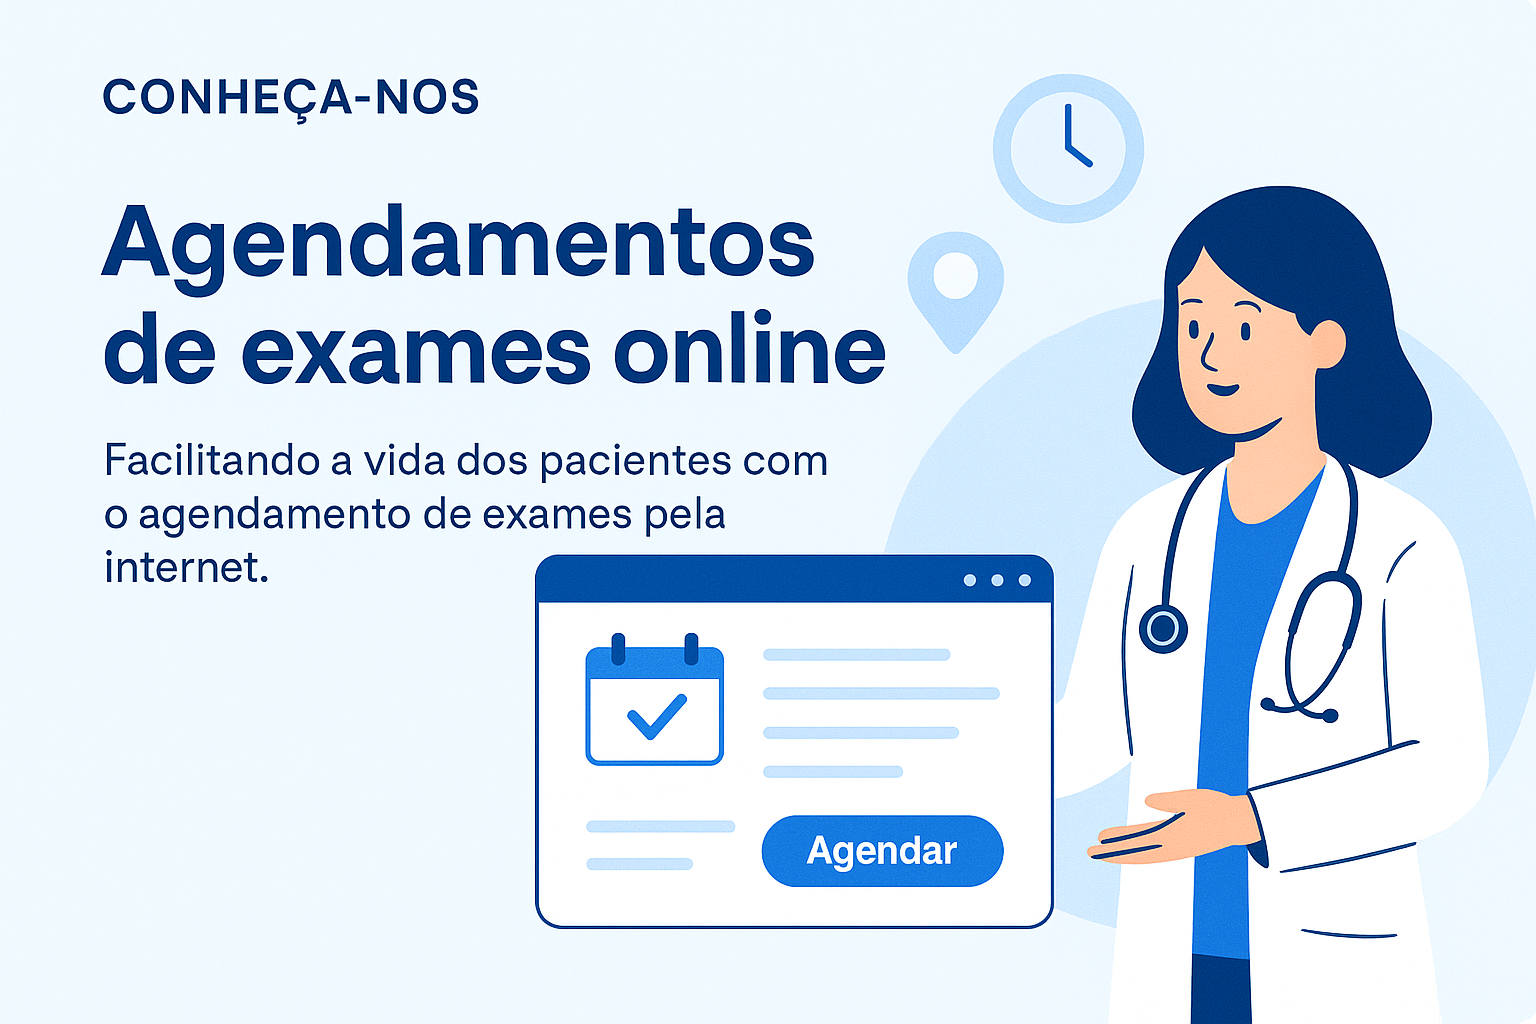 CONHEÇA-NOS
Agendamentos
de exames online
Facilitando a vida dos pacientes com
o agendamento de exames pela
internet.
Agendar